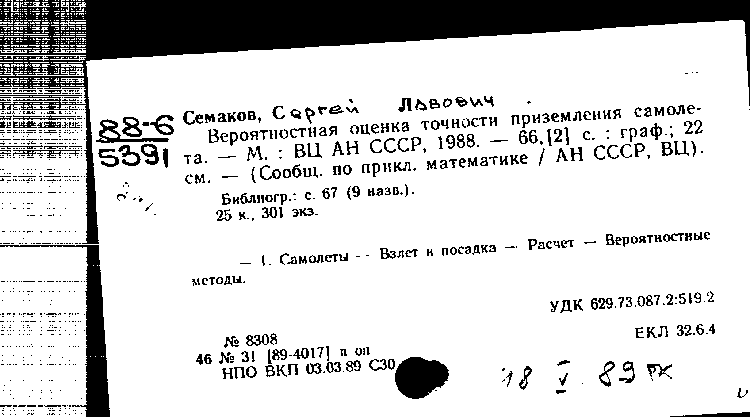 88-6
5391
Семаков, Сергей Львович
Вероятностная оценка точности приземления самоле-
та. — М. : ВЦ АН СССР, 1988. — 66,[2] с. : граф.; 22
см. — (Сообщ. по прикл. математике / АН СССР, ВЦ).
Библиогр.: с. 67 (9 назв.).
25 к., 301 экз.
— 1. Самолеты -- Взлет и посадка — Расчет — Вероятностные
методы.
УДК 629.73.087.2:519.2
ЕКЛ 32.6.4
№ 8308
46 № 31 [89-4017] п оп
НПО ВКП 03.03.89 С30
18 V 89